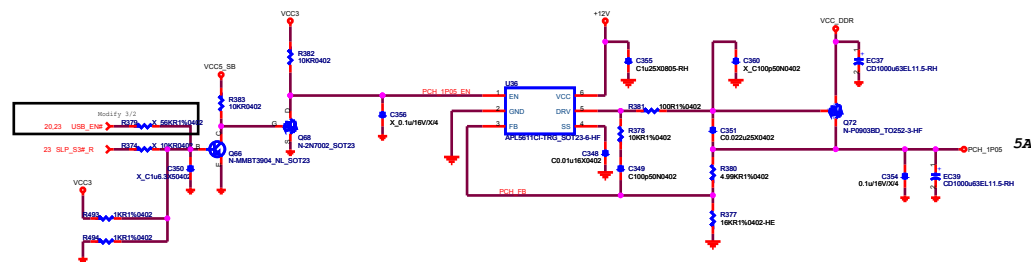 VCC3
+12V
VCC_DDR
R382
10KR0402
C355
C1u25X0805-RH
C360
X_C100p50N0402
EC37
CD1000u63EL11.5-RH
VCC5_SB
R383
10KR0402
U36
PCH_1P05_EN
1 EN VCC 6
2 GND DRV 5
3 FB SS 4
APL5611CI-TRG_SOT23-6-HF
R381 100R1%0402
Modify 3/2
20,23 USB_EN# R379 X_56KR1%0402
23 SLP_S3#_R R374 X_10KR0402
C356
X_0.1u/16V/X/4
Q68
N-2N7002_SOT23
G
D
S
B
C
E
Q66
N-MMBT3904_NL_SOT23
C350
X_C1u6.3X50402
R378
10KR1%0402
C351
C0.022u25X0402
Q72
N-P0903BD_TO252-3-HF
PCH_1P05 5A
C348
C0.01u16X0402
C349
C100p50N0402
R380
4.99KR1%0402
C354
0.1u/16V/X/4
EC39
CD1000u63EL11.5-RH
VCC3
PCH_FB
R377
16KR1%0402-HE
R493 1KR1%0402
R494 1KR1%0402